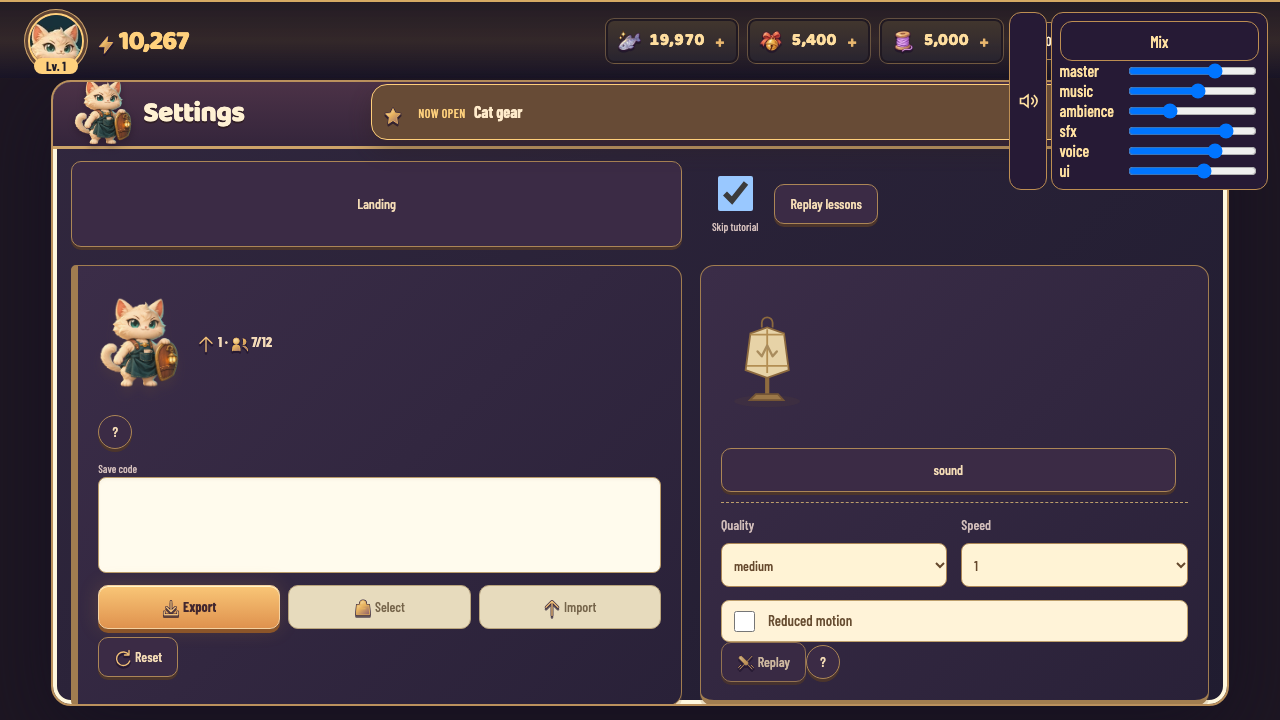 10,267
Lv. 1
19,970 +
5,400 +
5,000 +
Mix
master
music
ambience
sfx
voice
ui
Settings
NOW OPEN Cat gear
Landing
Skip tutorial
Replay lessons
1 · 7/12
?
Save code
Export
Select
Import
Reset
sound
Quality
Speed
medium
1
Reduced motion
Replay
?